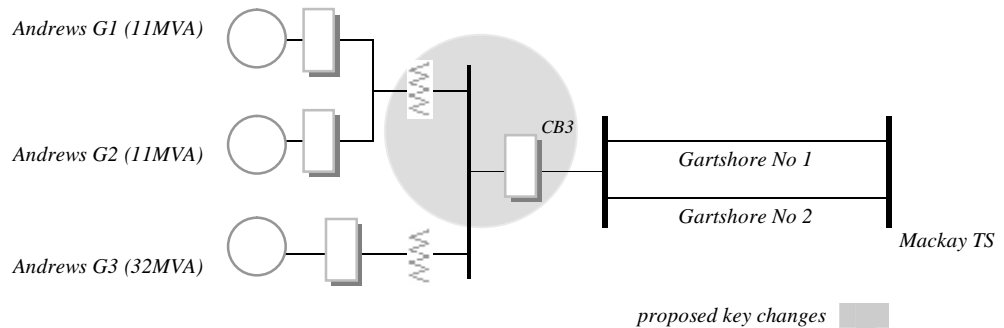 Andrews G1 (11MVA)
Andrews G2 (11MVA)
Andrews G3 (32MVA)
CB3
Gartshore No 1
Gartshore No 2
Mackay TS
proposed key changes